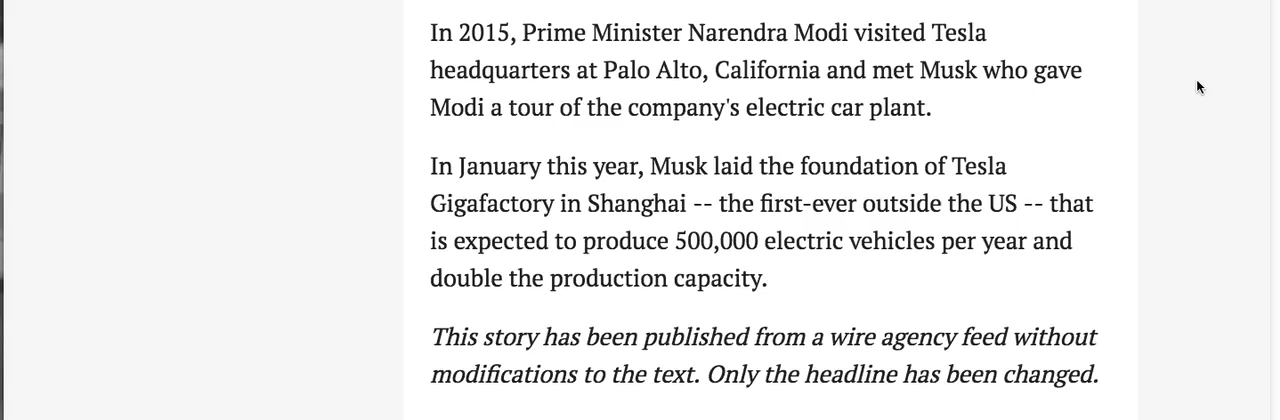 In 2015, Prime Minister Narendra Modi visited Tesla
headquarters at Palo Alto, California and met Musk who gave
Modi a tour of the company's electric car plant.
In January this year, Musk laid the foundation of Tesla
Gigafactory in Shanghai -- the first-ever outside the US -- that
is expected to produce 500,000 electric vehicles per year and
double the production capacity.
This story has been published from a wire agency feed without
modifications to the text. Only the headline has been changed.